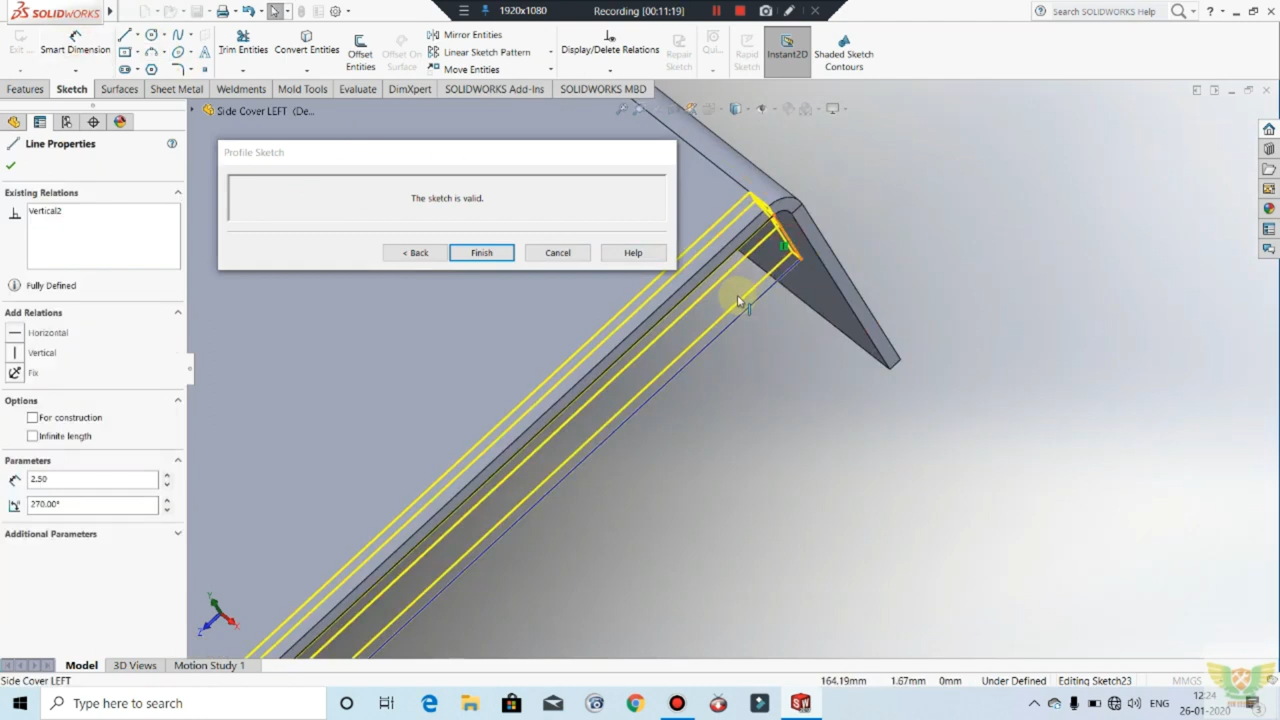 SOLIDWORKS
1920x1080
Recording [00:11:19]
Search SOLIDWORKS Help
Exit ...
Smart Dimension
Trim Entities
Convert Entities
Offset Entities
Offset On Surface
Mirror Entities
Linear Sketch Pattern
Move Entities
Display/Delete Relations
Repair Sketch
Qui...
Rapid Sketch
Instant2D
Shaded Sketch Contours
Features
Sketch
Surfaces
Sheet Metal
Weldments
Mold Tools
Evaluate
DimXpert
SOLIDWORKS Add-Ins
SOLIDWORKS MBD
Side Cover LEFT (De...
Line Properties
Profile Sketch
The sketch is valid.
< Back
Finish
Cancel
Help
Existing Relations
Vertical2
Fully Defined
Add Relations
Horizontal
Vertical
Fix
Options
For construction
Infinite length
Parameters
2.50
270.00°
Additional Parameters
Y
Z
X
Model
3D Views
Motion Study 1
Side Cover LEFT
164.19mm
1.67mm
0mm
Under Defined
Editing Sketch23
MMGS
Type here to search
ENG
12:24
26-01-2020
3